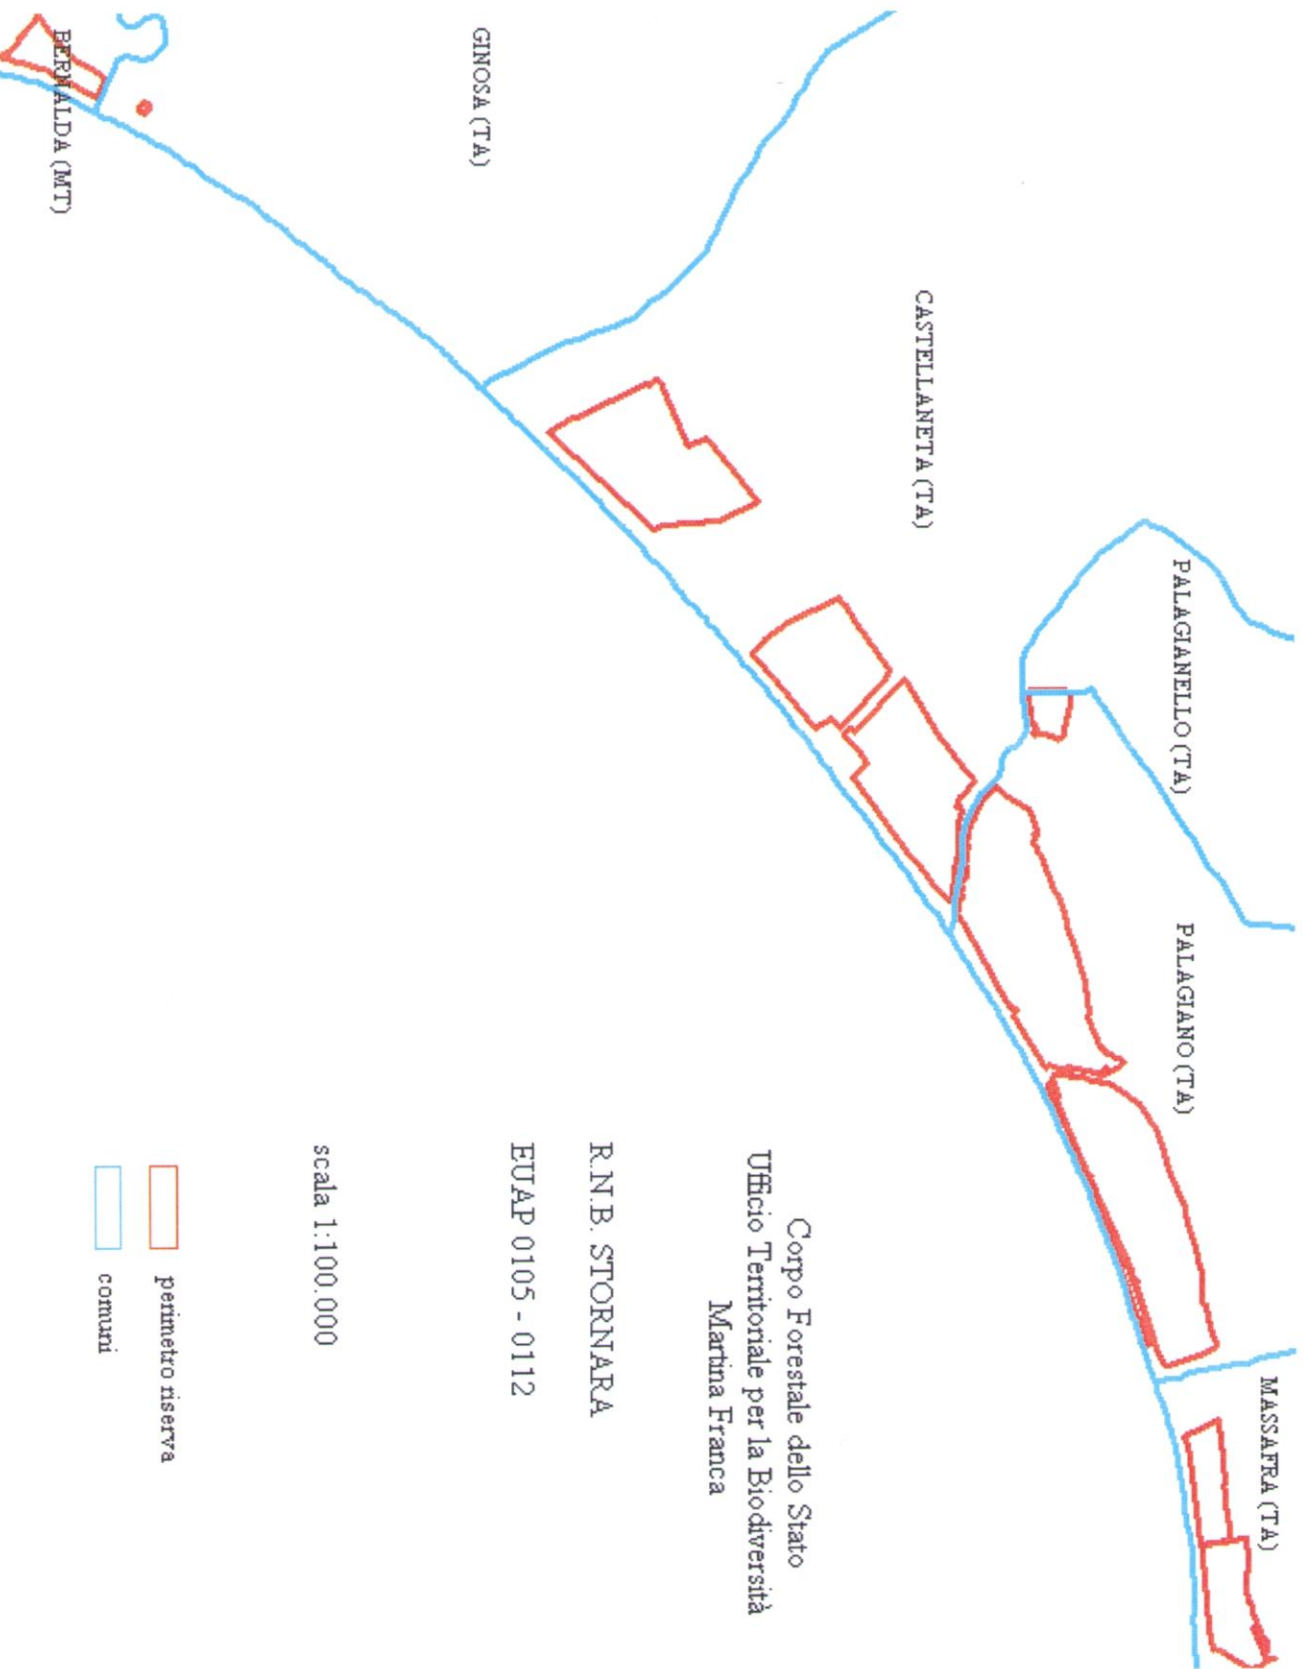 MASSAFRA (TA)
PALAGIANO (TA)
PALAGIANELLO (TA)
CASTELLANETA (TA)
GINOSA (TA)
BERNALDA (MT)
Corpo Forestale dello Stato
Ufficio Territoriale per la Biodiversità
Martina Franca
R.N.B. STORNARA
EUAP 0105 - 0112
scala 1:100.000
perimetro riserva
comuni